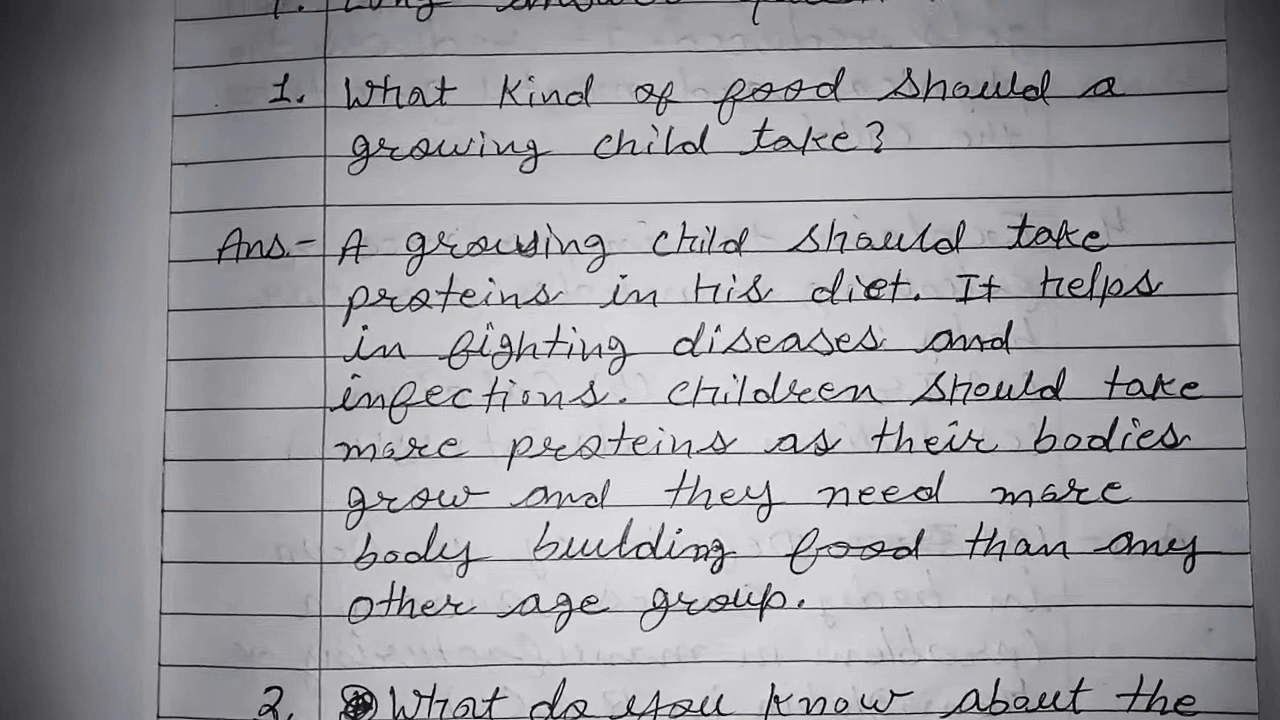 1. What kind of food should a
growing child take?
Ans.- A growing child should take
proteins in his diet. It helps
in fighting diseases and
infections. children should take
more proteins as their bodies
grow and they need more
body building food than any
other age group.
2. What do you know about the